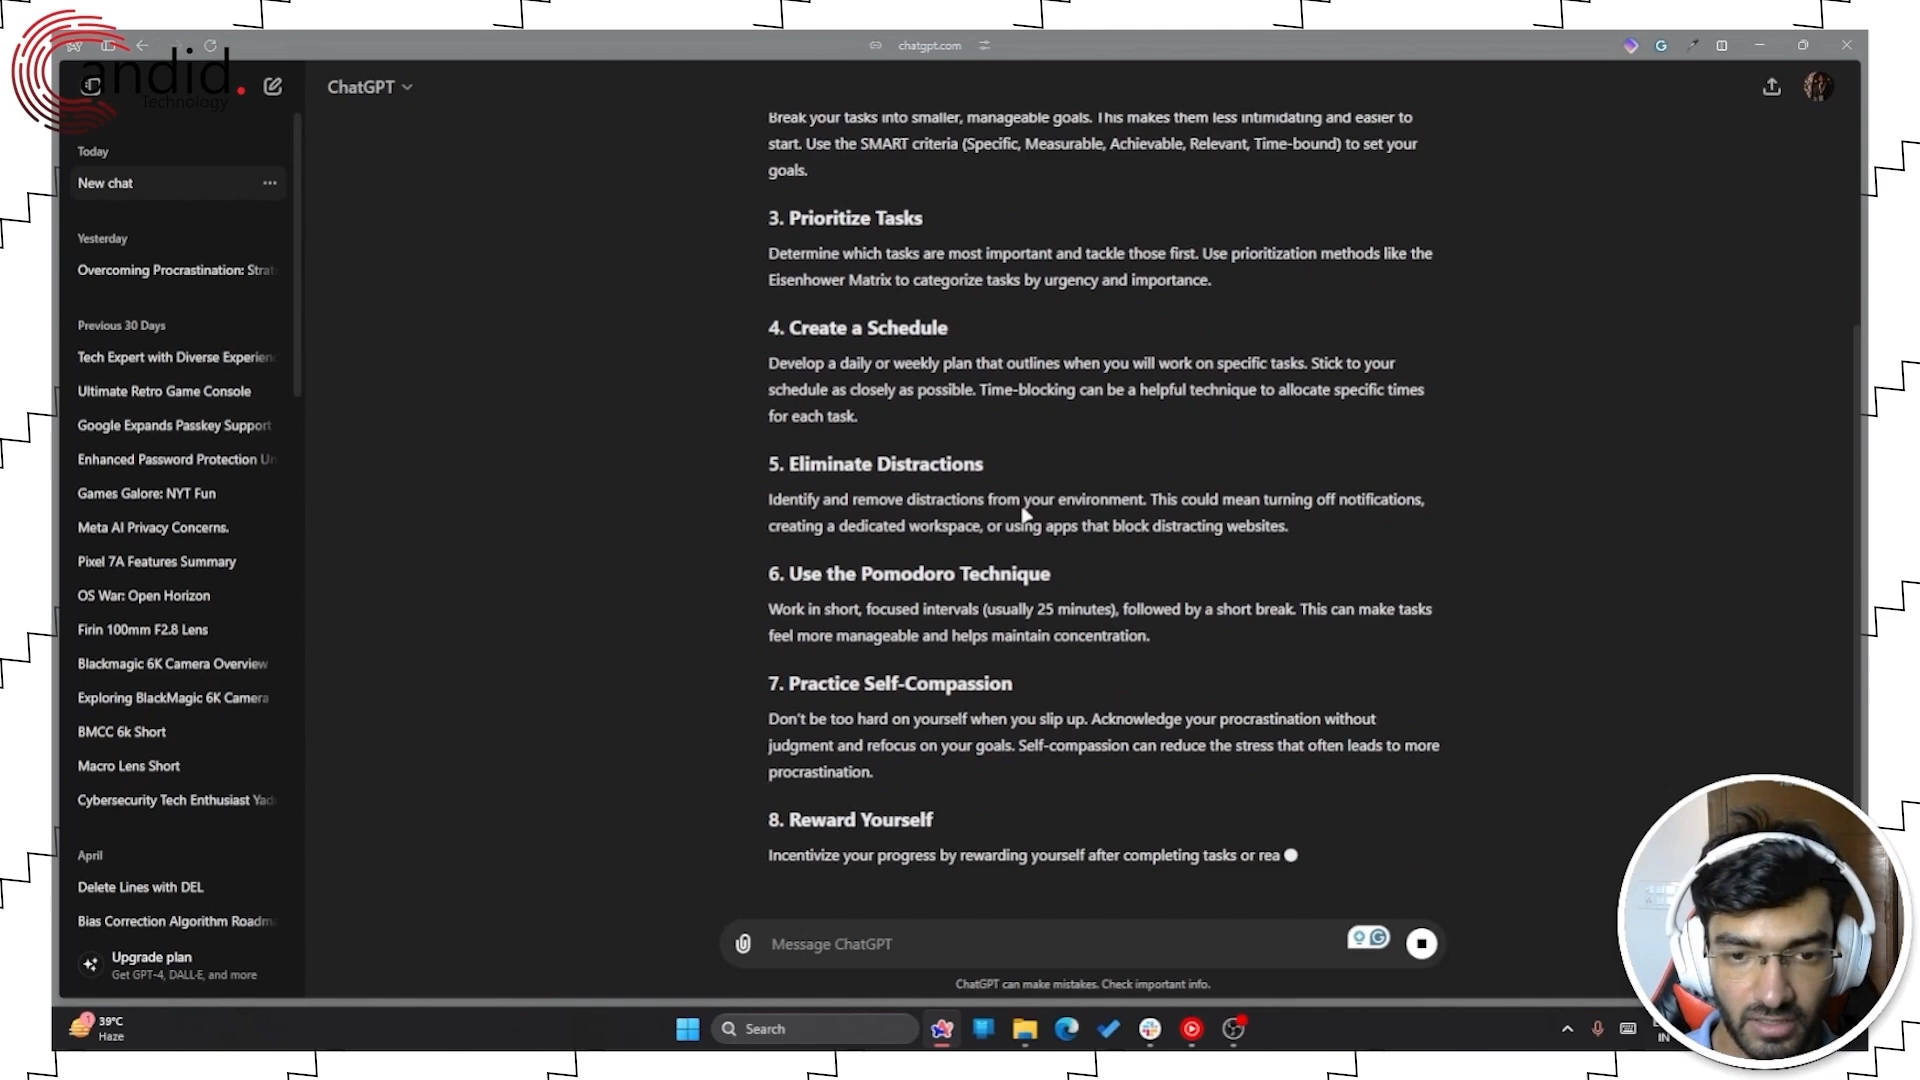 andid.
Technology
chatgpt.com
ChatGPT
Today
New chat
Yesterday
Overcoming Procrastination: Strat
Previous 30 Days
Tech Expert with Diverse Experien
Ultimate Retro Game Console
Google Expands Passkey Support
Enhanced Password Protection Un
Games Galore: NYT Fun
Meta AI Privacy Concerns.
Pixel 7A Features Summary
OS War: Open Horizon
Firin 100mm F2.8 Lens
Blackmagic 6K Camera Overview
Exploring BlackMagic 6K Camera
BMCC 6k Short
Macro Lens Short
Cybersecurity Tech Enthusiast Yad
April
Delete Lines with DEL
Bias Correction Algorithm Roadm
Upgrade plan
Get GPT-4, DALL·E, and more
Break your tasks into smaller, manageable goals. This makes them less intimidating and easier to
start. Use the SMART criteria (Specific, Measurable, Achievable, Relevant, Time-bound) to set your
goals.
3. Prioritize Tasks
Determine which tasks are most important and tackle those first. Use prioritization methods like the
Eisenhower Matrix to categorize tasks by urgency and importance.
4. Create a Schedule
Develop a daily or weekly plan that outlines when you will work on specific tasks. Stick to your
schedule as closely as possible. Time-blocking can be a helpful technique to allocate specific times
for each task.
5. Eliminate Distractions
Identify and remove distractions from your environment. This could mean turning off notifications,
creating a dedicated workspace, or using apps that block distracting websites.
6. Use the Pomodoro Technique
Work in short, focused intervals (usually 25 minutes), followed by a short break. This can make tasks
feel more manageable and helps maintain concentration.
7. Practice Self-Compassion
Don't be too hard on yourself when you slip up. Acknowledge your procrastination without
judgment and refocus on your goals. Self-compassion can reduce the stress that often leads to more
procrastination.
8. Reward Yourself
Incentivize your progress by rewarding yourself after completing tasks or rea
Message ChatGPT
ChatGPT can make mistakes. Check important info.
1
39°C
Haze
Search
IN